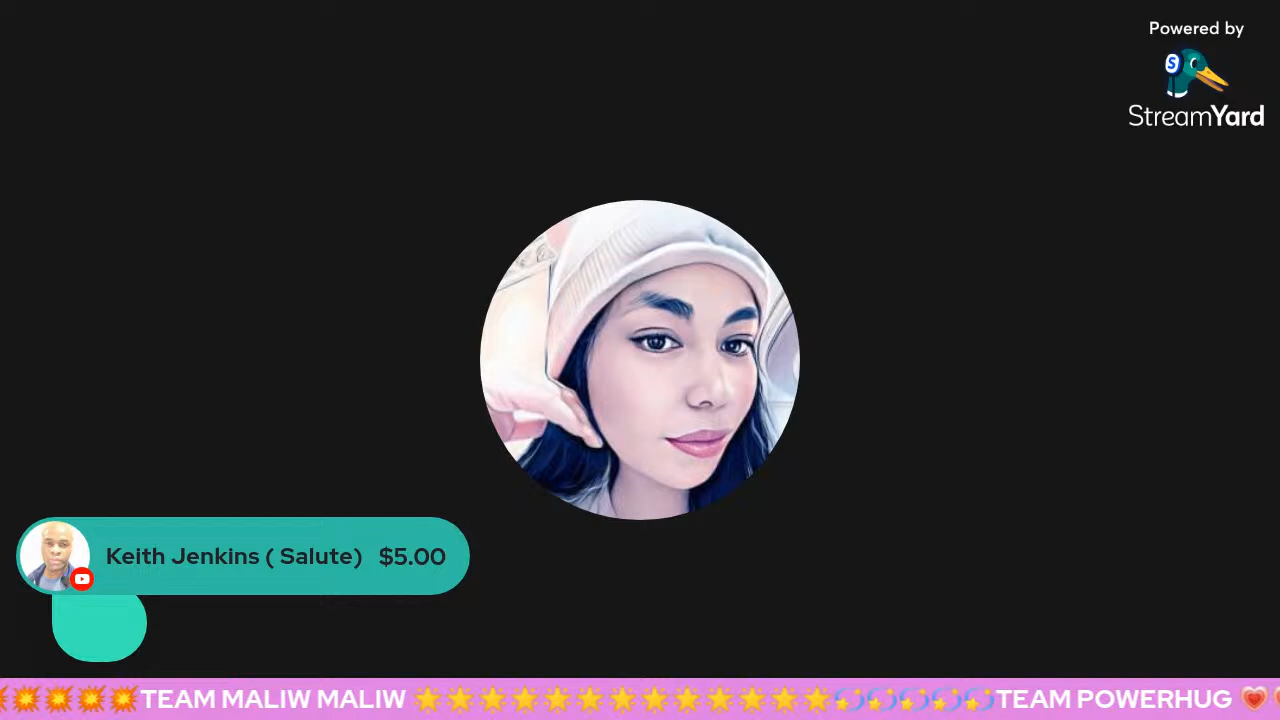 Powered by
S
StreamYard
Keith Jenkins ( Salute) $5.00
TEAM MALIW MALIW TEAM POWERHUG